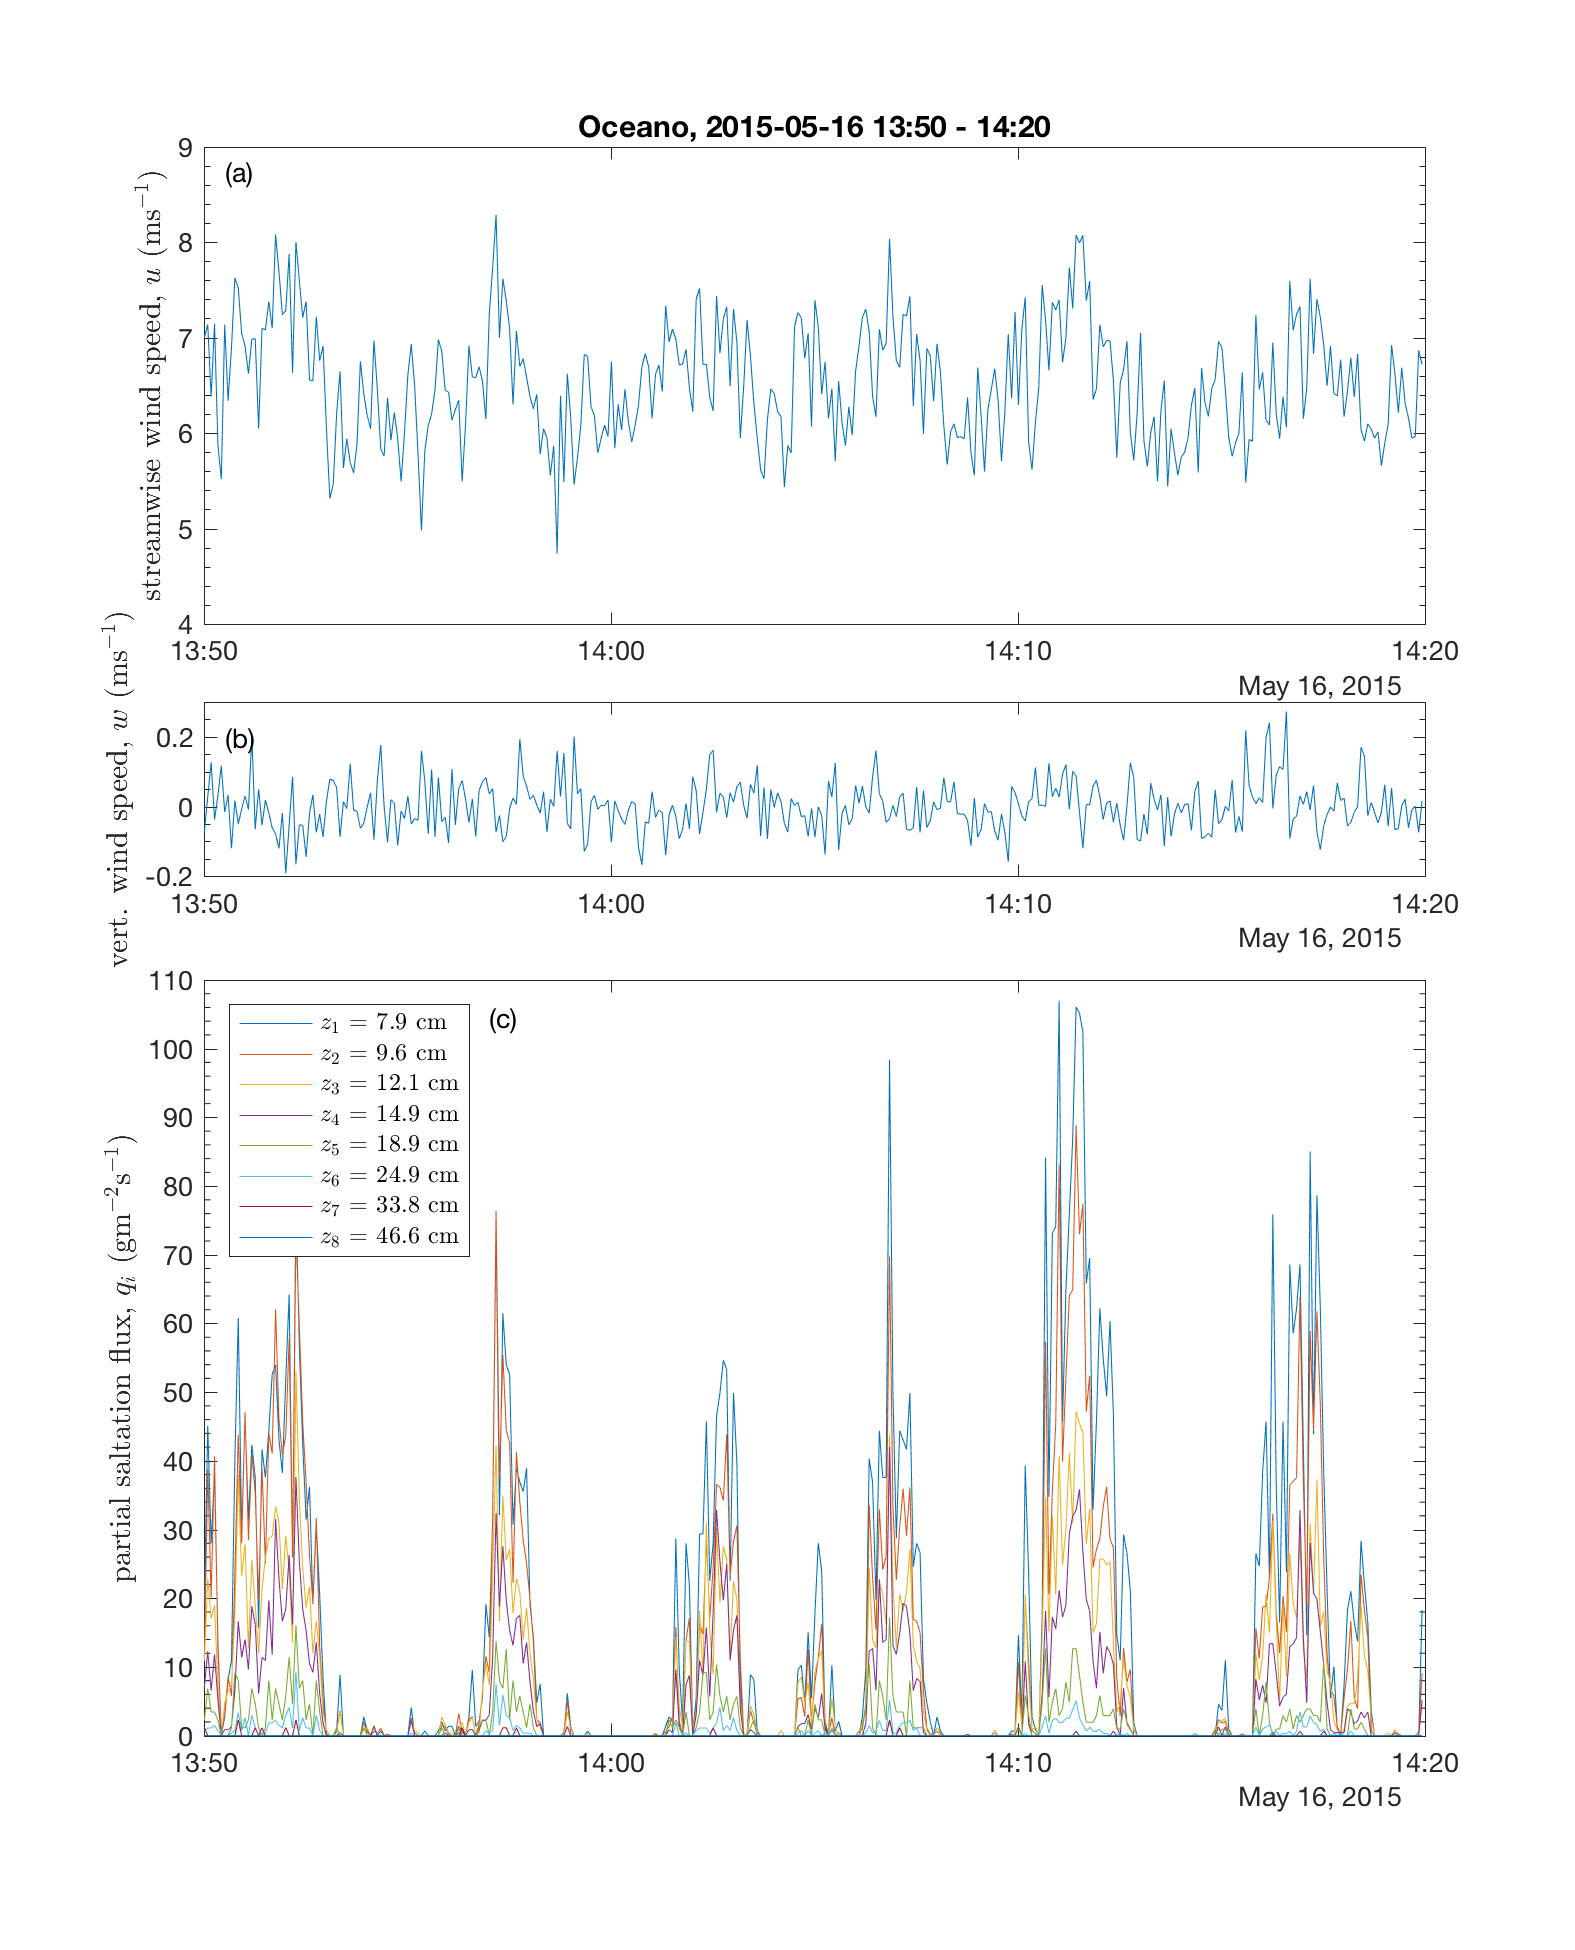 Oceano, 2015-05-16 13:50 - 14:20
(a)
streamwise wind speed, u (ms⁻¹)
9
8
7
6
5
4
13:50 14:00 14:10 14:20
May 16, 2015
(b)
vert. wind speed, w (ms⁻¹)
0.2
0
-0.2
13:50 14:00 14:10 14:20
May 16, 2015
(c)
partial saltation flux, qᵢ (gm⁻²s⁻¹)
110
100
90
80
70
60
50
40
30
20
10
0
z₁ = 7.9 cm
z₂ = 9.6 cm
z₃ = 12.1 cm
z₄ = 14.9 cm
z₅ = 18.9 cm
z₆ = 24.9 cm
z₇ = 33.8 cm
z₈ = 46.6 cm
13:50 14:00 14:10 14:20
May 16, 2015